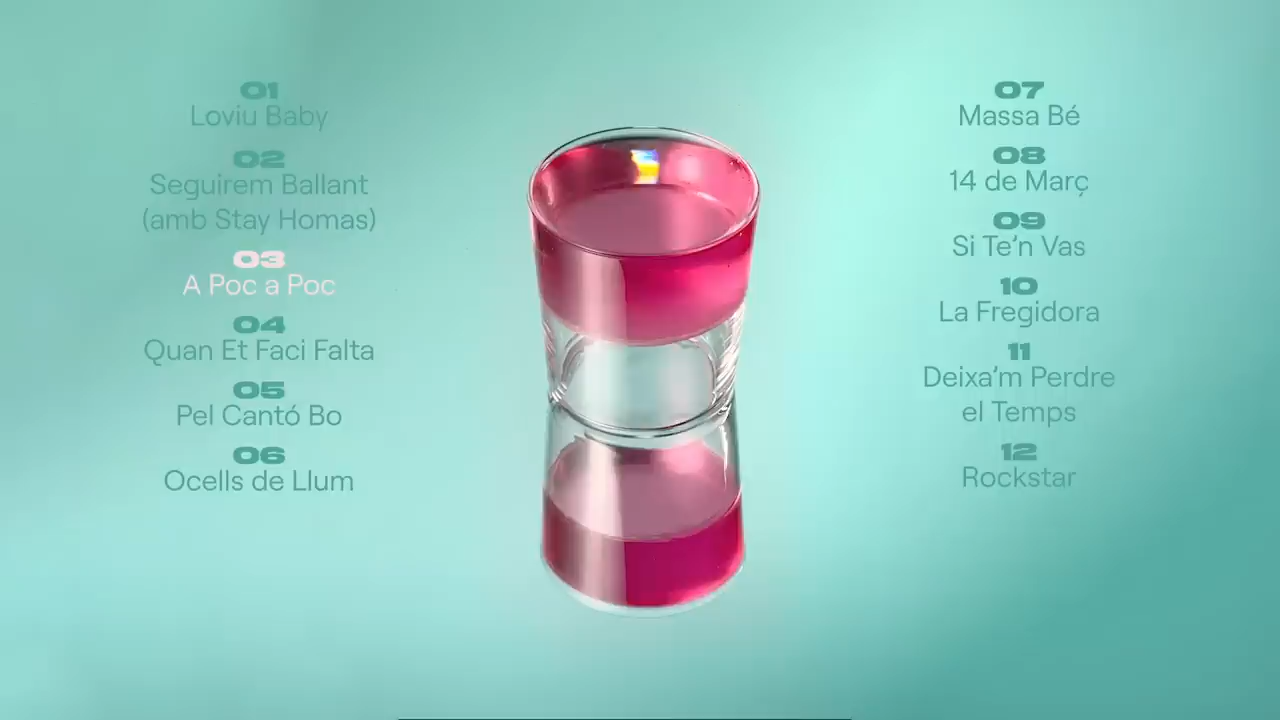 01
Loviu Baby
02
Seguirem Ballant
(amb Stay Homas)
03
A Poc a Poc
04
Quan Et Faci Falta
05
Pel Cantó Bo
06
Ocells de Llum
07
Massa Bé
08
14 de Març
09
Si Te’n Vas
10
La Fregidora
11
Deixa’m Perdre
el Temps
12
Rockstar